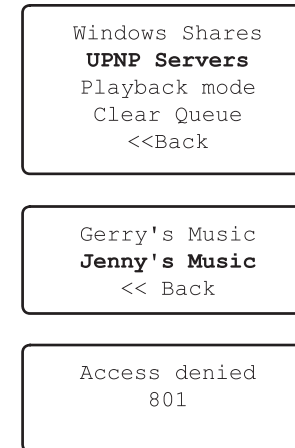 Windows Shares
UPNP Servers
Playback mode
Clear Queue
<<Back
Gerry's Music
Jenny's Music
<< Back
Access denied
801